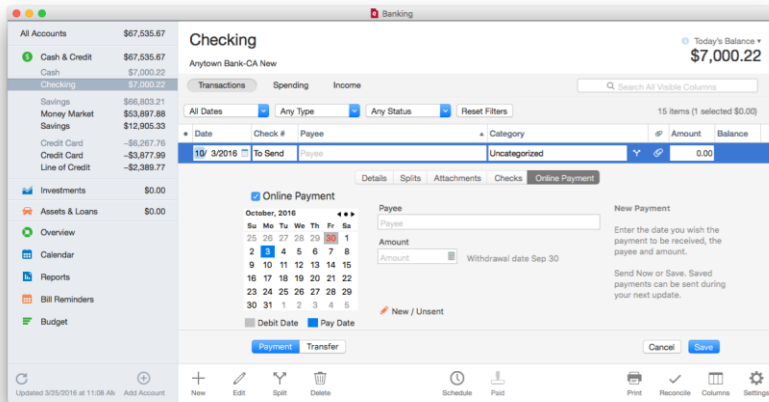 Banking
All Accounts $67,535.67
Cash & Credit $67,535.67
Cash $7,000.22
Checking $7,000.22
Savings $66,803.21
Money Market $53,897.88
Savings $12,905.33
Credit Card -$6,267.76
Credit Card -$3,877.99
Line of Credit -$2,389.77
Investments $0.00
Assets & Loans $0.00
Overview
Calendar
Reports
Bill Reminders
Budget
Updated 3/25/2016 at 11:08 AM Add Account
Checking
Anytown Bank-CA New
Today's Balance
$7,000.22
Transactions Spending Income
Search All Visible Columns
All Dates Any Type Any Status Reset Filters
15 items (1 selected $0.00)
Date Check # Payee Category Amount Balance
10/ 3/2016 To Send Payee Uncategorized 0.00
Details Splits Attachments Checks Online Payment
Online Payment
October, 2016
Su Mo Tu We Th Fr Sa
25 26 27 28 29 30 1
2 3 4 5 6 7 8
9 10 11 12 13 14 15
16 17 18 19 20 21 22
23 24 25 26 27 28 29
30 31 1 2 3 4 5
Debit Date Pay Date
Payee
Payee
Amount
Amount Withdrawal date Sep 30
New / Unsent
New Payment
Enter the date you wish the
payment to be received, the
payee and amount.
Send Now or Save. Saved
payments can be sent during
your next update.
Payment Transfer
Cancel Save
New Edit Split Delete Schedule Paid Print Reconcile Columns Settings